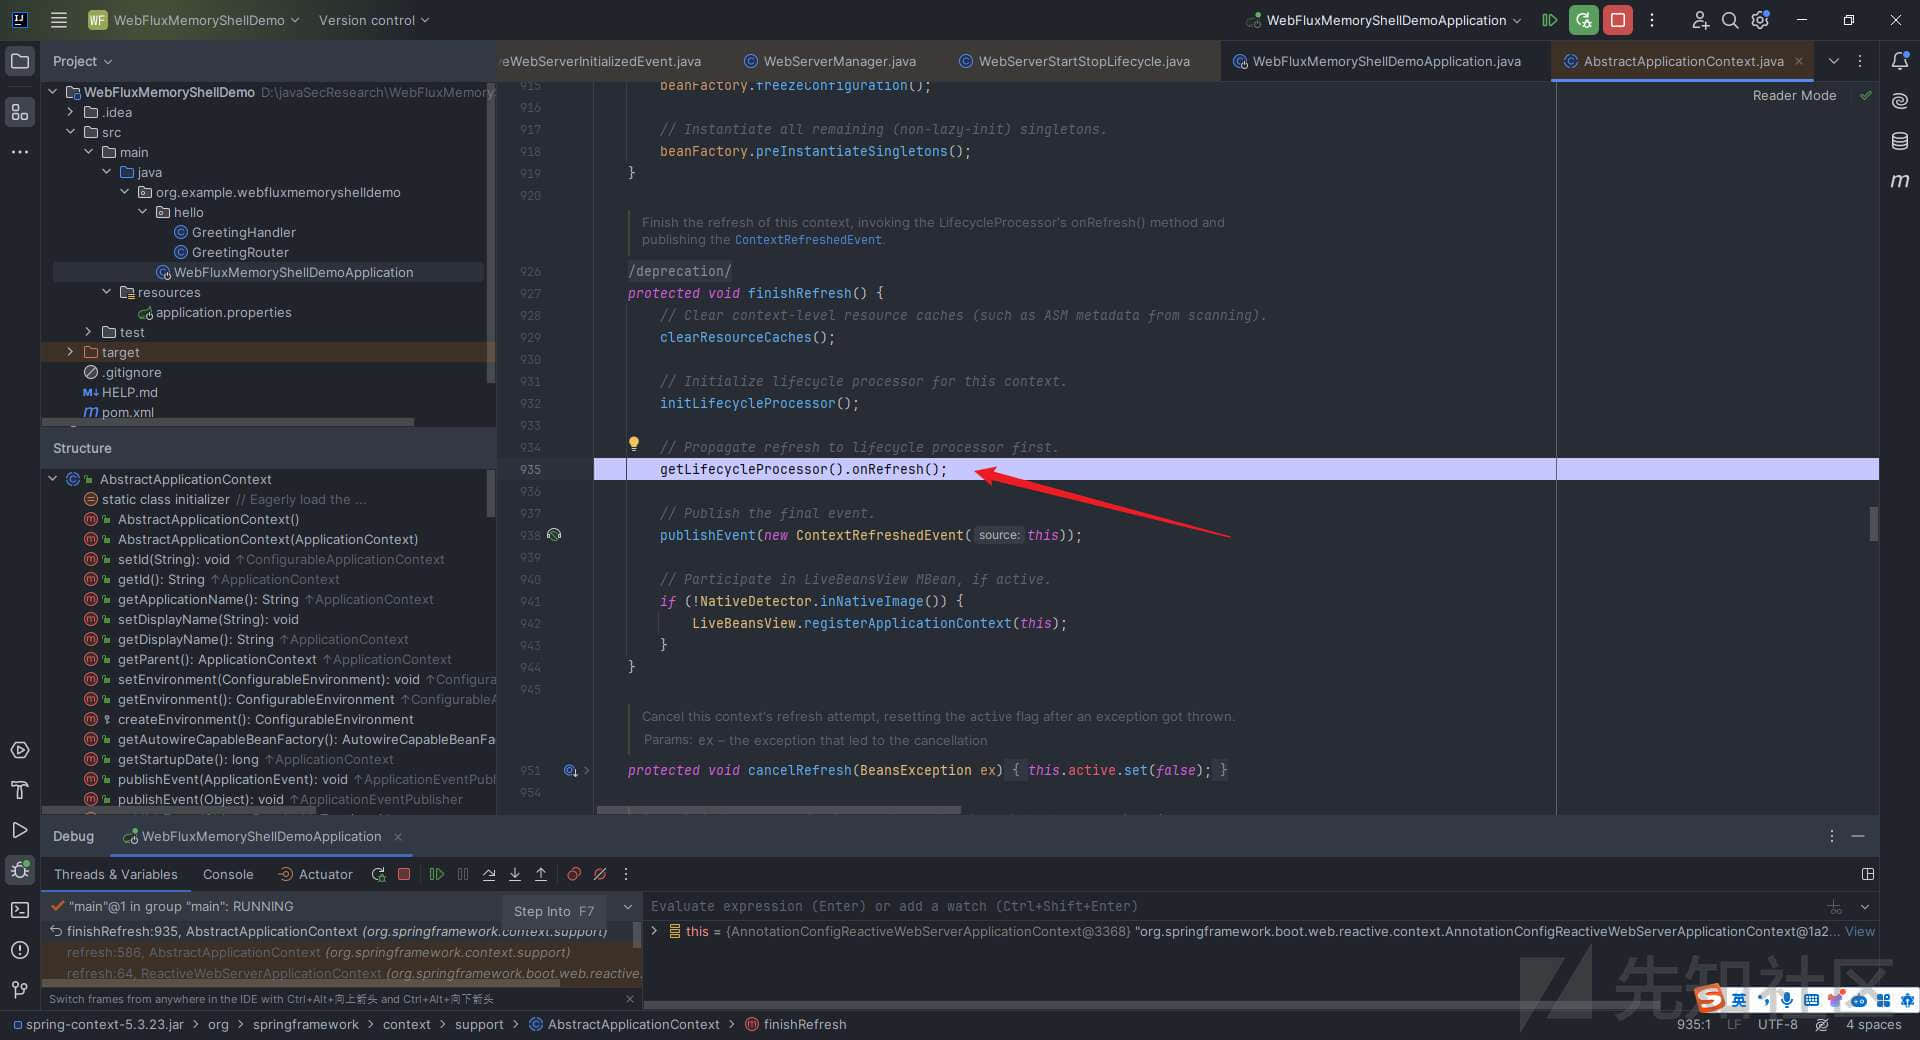 WF WebFluxMemoryShellDemo Version control WebFluxMemoryShellDemoApplication
Project
WebServerInitializedEvent.java WebServerManager.java WebServerStartStopLifecycle.java WebFluxMemoryShellDemoApplication.java AbstractApplicationContext.java
Reader Mode
WebFluxMemoryShellDemo D:\javaSecResearch\WebFluxMemory
.idea
src
main
java
org.example.webfluxmemoryshelldemo
hello
GreetingHandler
GreetingRouter
WebFluxMemoryShellDemoApplication
resources
application.properties
test
target
.gitignore
HELP.md
pom.xml
Structure
AbstractApplicationContext
static class initializer // Eagerly load the ...
AbstractApplicationContext()
AbstractApplicationContext(ApplicationContext)
setId(String): void ↑ConfigurableApplicationContext
getId(): String ↑ApplicationContext
getApplicationName(): String ↑ApplicationContext
setDisplayName(String): void
getDisplayName(): String ↑ApplicationContext
getParent(): ApplicationContext ↑ApplicationContext
setEnvironment(ConfigurableEnvironment): void ↑Configura
getEnvironment(): ConfigurableEnvironment ↑ConfigurableA
createEnvironment(): ConfigurableEnvironment
getAutowireCapableBeanFactory(): AutowireCapableBeanFa
getStartupDate(): long ↑ApplicationContext
publishEvent(ApplicationEvent): void ↑ApplicationEventPubl
publishEvent(Object): void ↑ApplicationEventPublisher
915 beanFactory.freezeConfiguration();
916
917 // Instantiate all remaining (non-lazy-init) singletons.
918 beanFactory.preInstantiateSingletons();
919 }
920
Finish the refresh of this context, invoking the LifecycleProcessor's onRefresh() method and
publishing the ContextRefreshedEvent.
926 /deprecation/
927 protected void finishRefresh() {
928 // Clear context-level resource caches (such as ASM metadata from scanning).
929 clearResourceCaches();
930
931 // Initialize lifecycle processor for this context.
932 initLifecycleProcessor();
933
934 // Propagate refresh to lifecycle processor first.
935 getLifecycleProcessor().onRefresh();
936
937 // Publish the final event.
938 publishEvent(new ContextRefreshedEvent( source: this));
939
940 // Participate in LiveBeansView MBean, if active.
941 if (!NativeDetector.inNativeImage()) {
942 LiveBeansView.registerApplicationContext(this);
943 }
944 }
945
Cancel this context's refresh attempt, resetting the active flag after an exception got thrown.
Params: ex – the exception that led to the cancellation
951 protected void cancelRefresh(BeansException ex) { this.active.set(false); }
954
Debug WebFluxMemoryShellDemoApplication
Threads & Variables Console Actuator
"main"@1 in group "main": RUNNING
Step Into F7
Evaluate expression (Enter) or add a watch (Ctrl+Shift+Enter)
finishRefresh:935, AbstractApplicationContext (org.springframework.context.support)
refresh:586, AbstractApplicationContext (org.springframework.context.support)
refresh:64, ReactiveWebServerApplicationContext (org.springframework.boot.web.reactive.
this = {AnnotationConfigReactiveWebServerApplicationContext@3368} "org.springframework.boot.web.reactive.context.AnnotationConfigReactiveWebServerApplicationContext@1a2... View
Switch frames from anywhere in the IDE with Ctrl+Alt+向上箭头 and Ctrl+Alt+向下箭头
先知社区
英
spring-context-5.3.23.jar > org > springframework > context > support > AbstractApplicationContext > finishRefresh
935:1 LF UTF-8 4 spaces